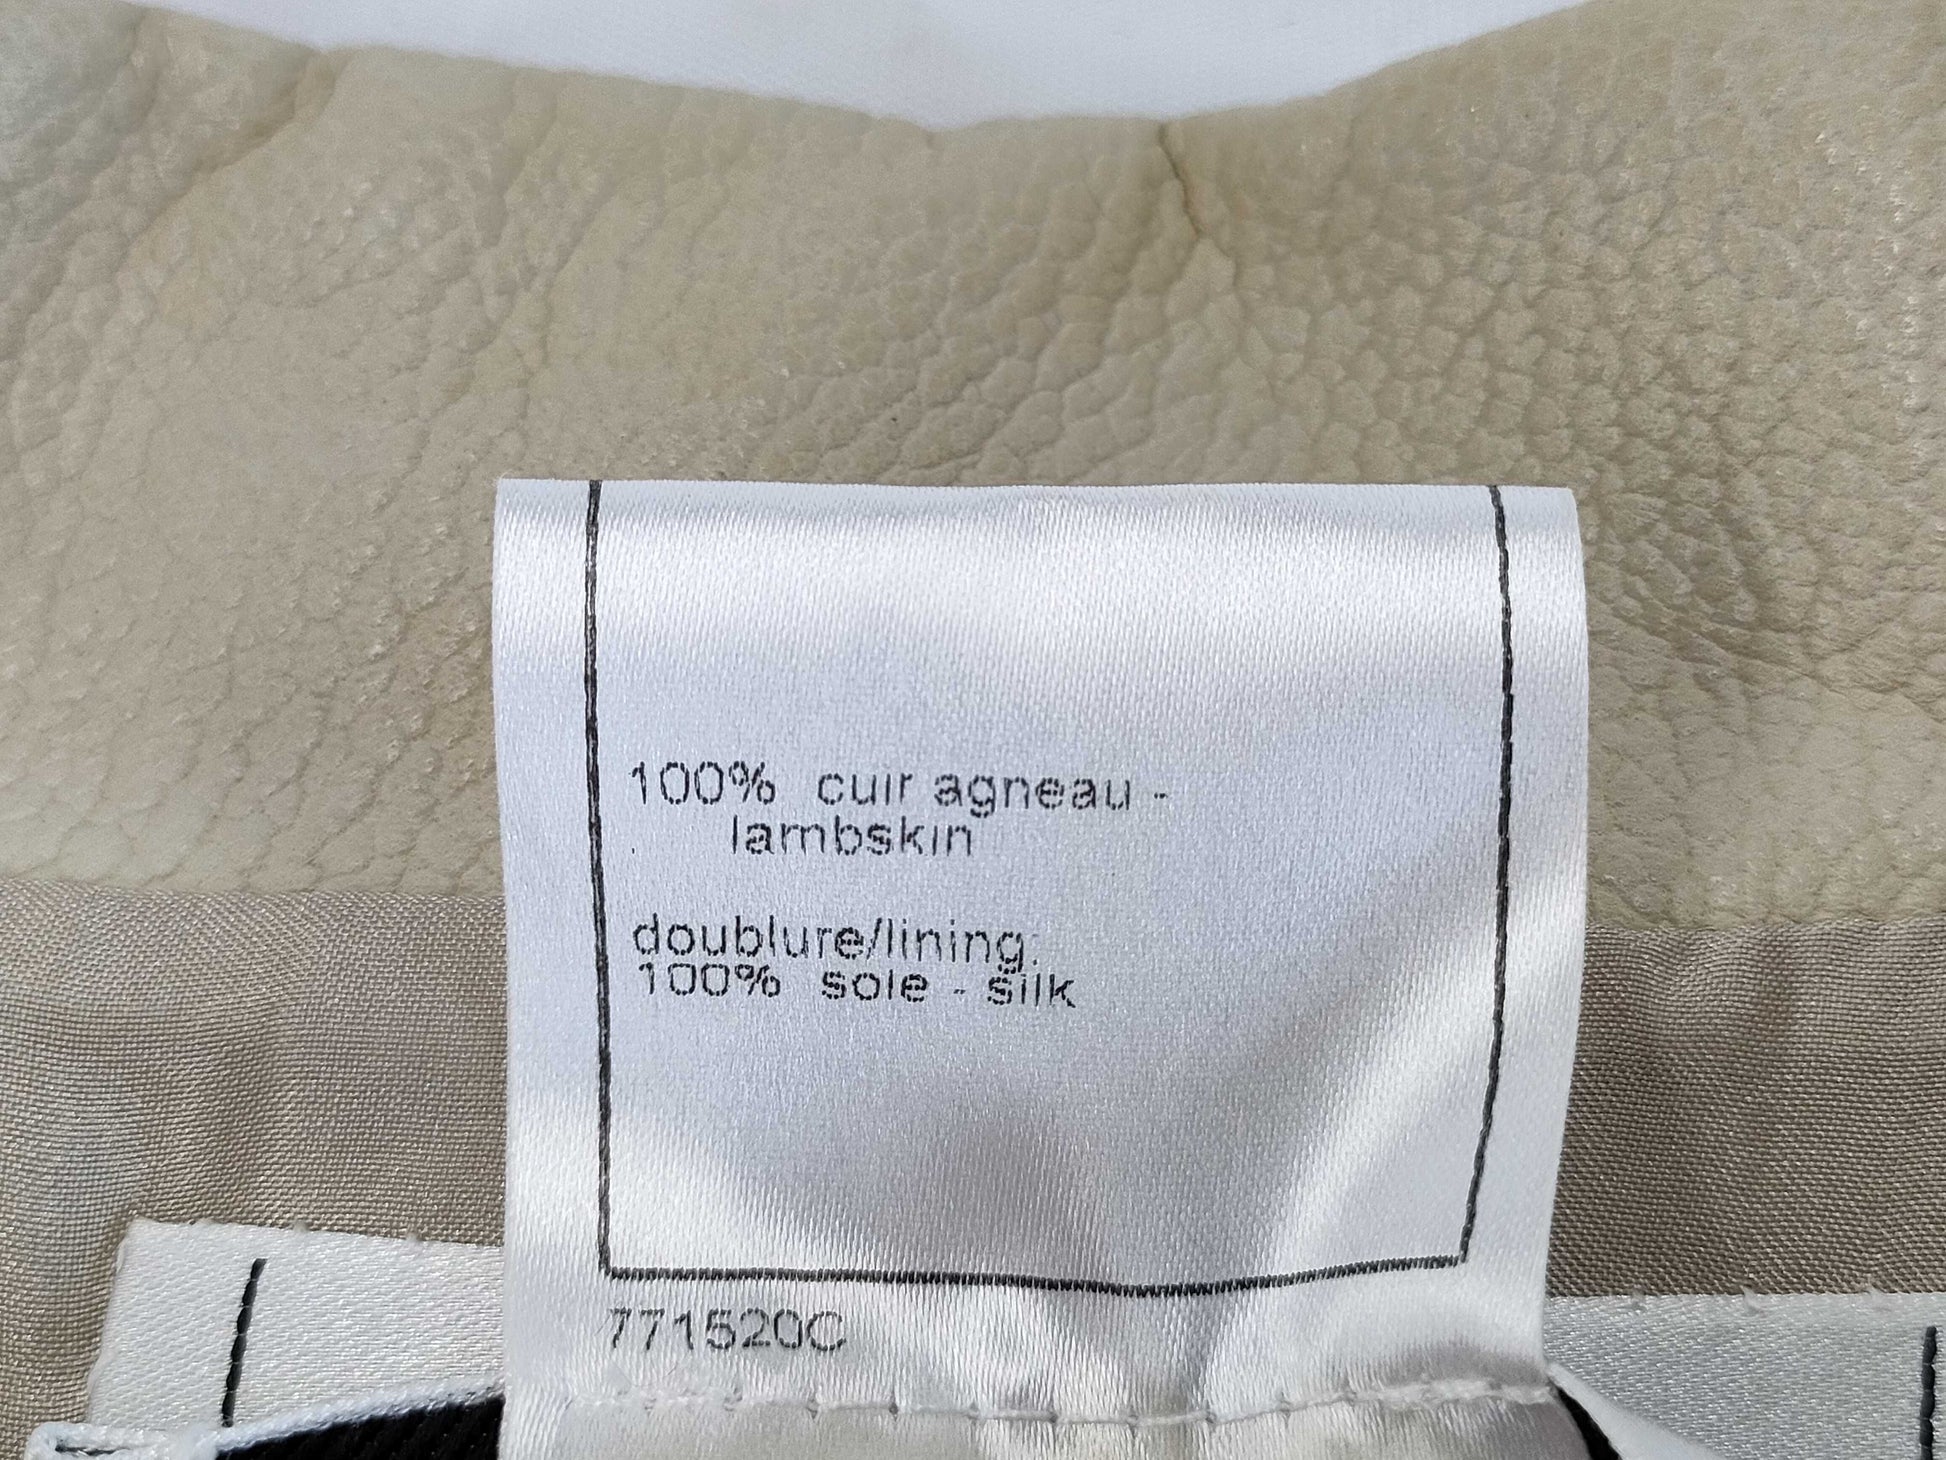 100% cuir agneau -
lambskin
doublure/lining:
100% soie - silk
771520C